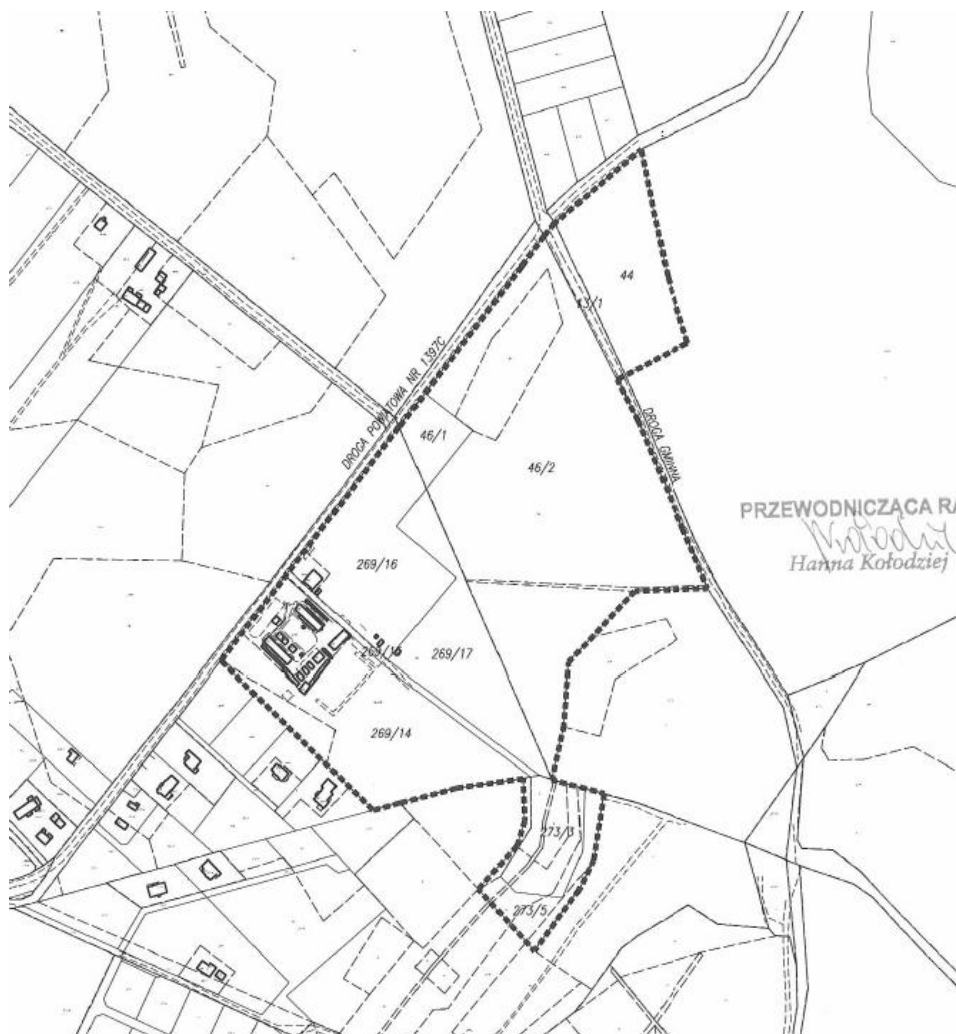 44
43/1
DROGA POWIATOWA NR 1397C
46/1
46/2
DROGA GMINNA
PRZEWODNICZĄCA RA
Hanna Kołodziej
269/16
269/17
269/14
273/3
273/5